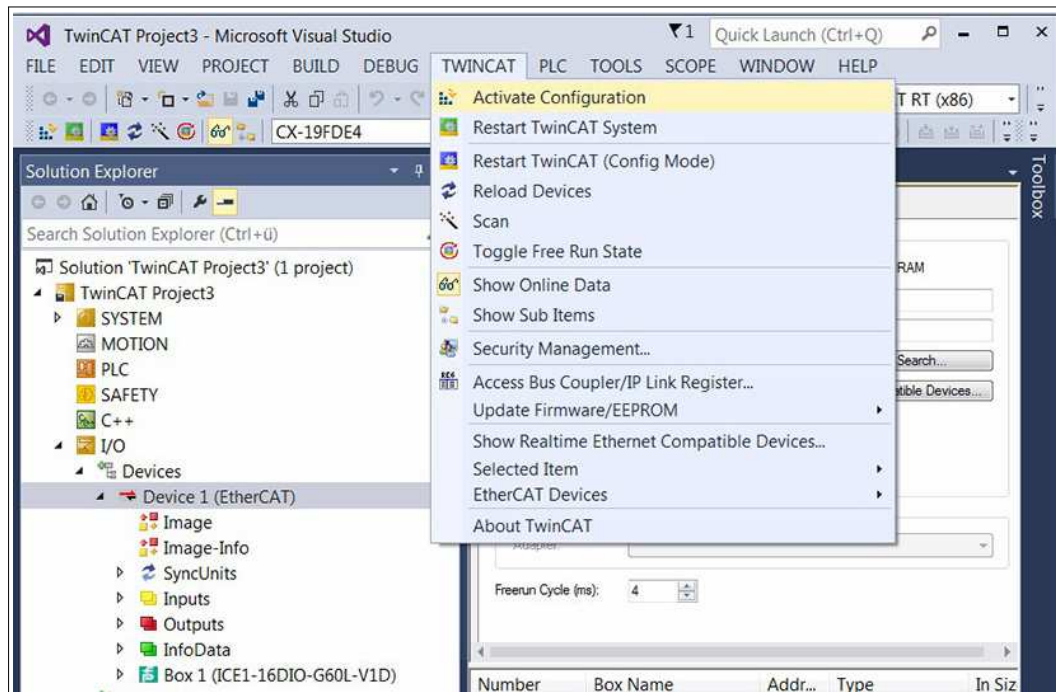 TwinCAT Project3 - Microsoft Visual Studio
1
Quick Launch (Ctrl+Q)
FILE EDIT VIEW PROJECT BUILD DEBUG TWINCAT PLC TOOLS SCOPE WINDOW HELP
T RT (x86)
CX-19FDE4
Activate Configuration
Restart TwinCAT System
Restart TwinCAT (Config Mode)
Reload Devices
Scan
Toggle Free Run State
Show Online Data
Show Sub Items
Security Management...
Access Bus Coupler/IP Link Register...
Update Firmware/EEPROM
Show Realtime Ethernet Compatible Devices...
Selected Item
EtherCAT Devices
About TwinCAT
Solution Explorer
Search Solution Explorer (Ctrl+ü)
Solution 'TwinCAT Project3' (1 project)
TwinCAT Project3
SYSTEM
MOTION
PLC
SAFETY
C++
I/O
Devices
Device 1 (EtherCAT)
Image
Image-Info
SyncUnits
Inputs
Outputs
InfoData
Box 1 (ICE1-16DIO-G60L-V1D)
Toolbox
RAM
Search...
tible Devices...
Adapter:
Freerun Cycle (ms): 4
Number Box Name Addr... Type In Siz